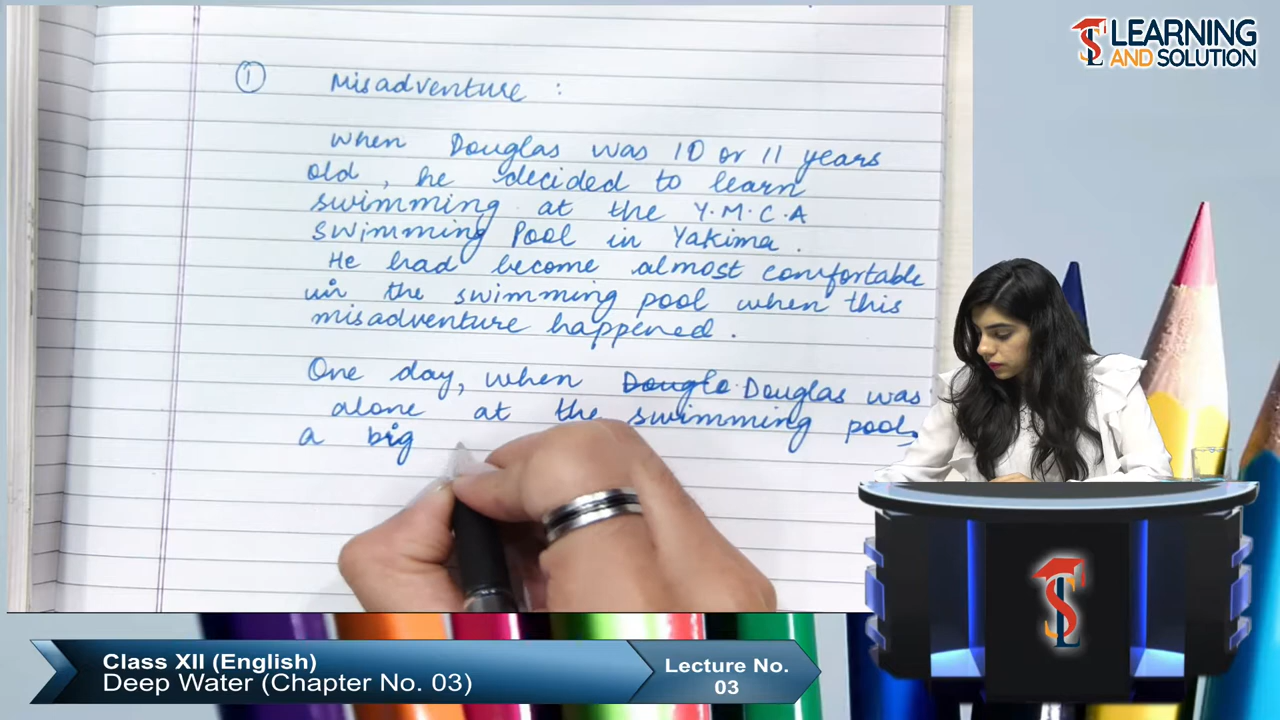 SL LEARNING
AND SOLUTION
① Misadventure :
When Douglas was 10 or 11 years
old, he decided to learn
swimming at the Y.M.C.A
swimming Pool in Yakima.
He had become almost comfortable
in the swimming pool when this
misadventure happened.
One day, when Dougla Douglas was
alone at the swimming pool,
a big
SL
Class XII (English)
Deep Water (Chapter No. 03)
Lecture No.
03